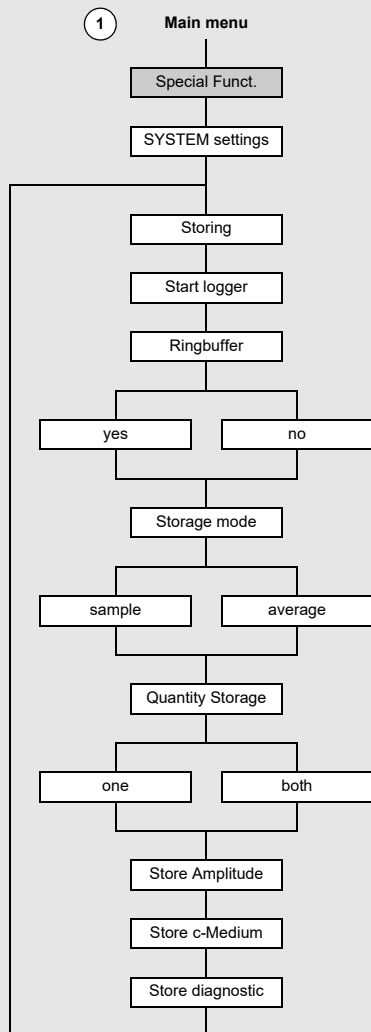 1 Main menu
Special Funct.
SYSTEM settings
Storing
Start logger
Ringbuffer
yes no
Storage mode
sample average
Quantity Storage
one both
Store Amplitude
Store c-Medium
Store diagnostic